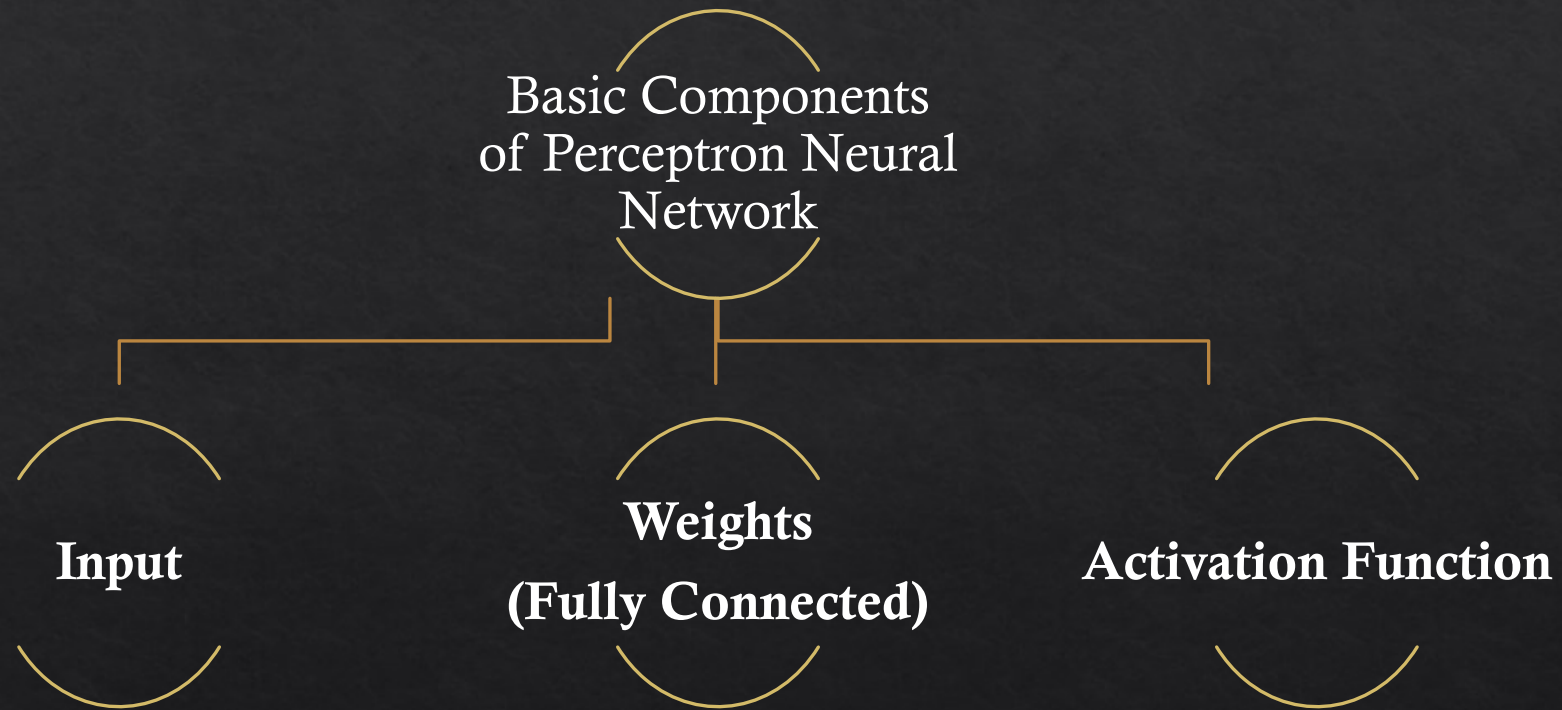 Basic Components
of Perceptron Neural
Network
Input
Weights
(Fully Connected)
Activation Function